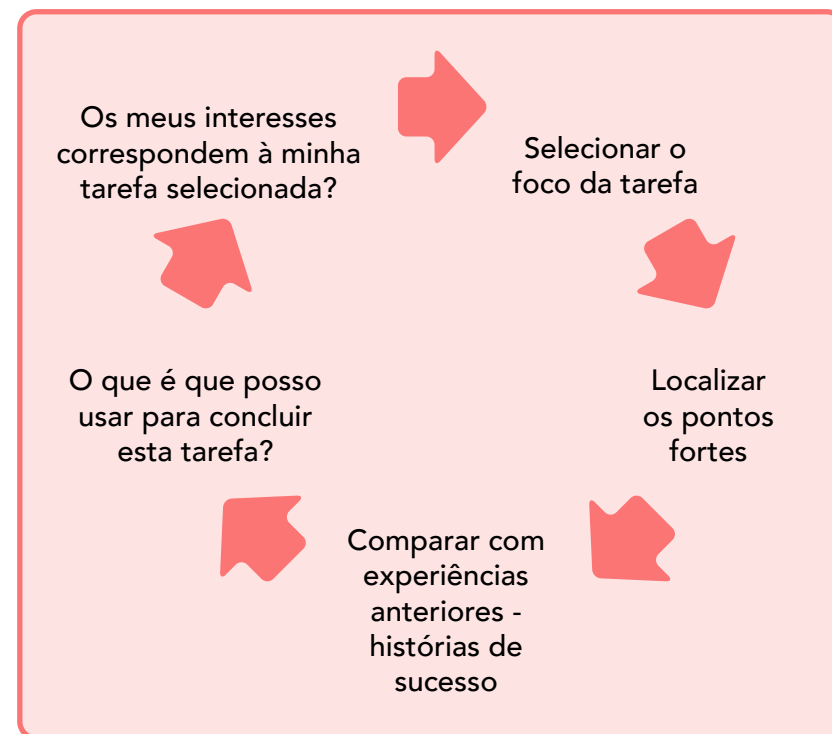 Os meus interesses
correspondem à minha
tarefa selecionada?
Selecionar o
foco da tarefa
Localizar
os pontos
fortes
Comparar com
experiências
anteriores -
histórias de
sucesso
O que é que posso
usar para concluir
esta tarefa?